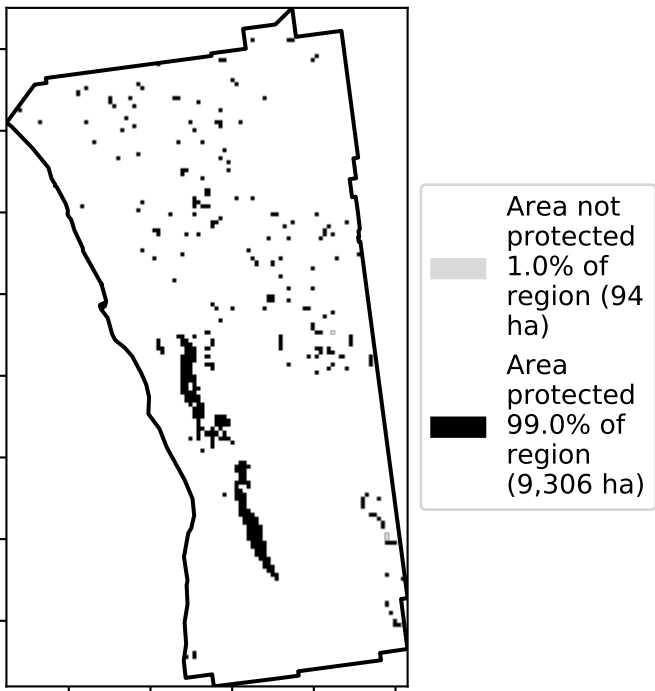 Area not
protected
1.0% of
region (94
ha)
Area
protected
99.0% of
region
(9,306 ha)